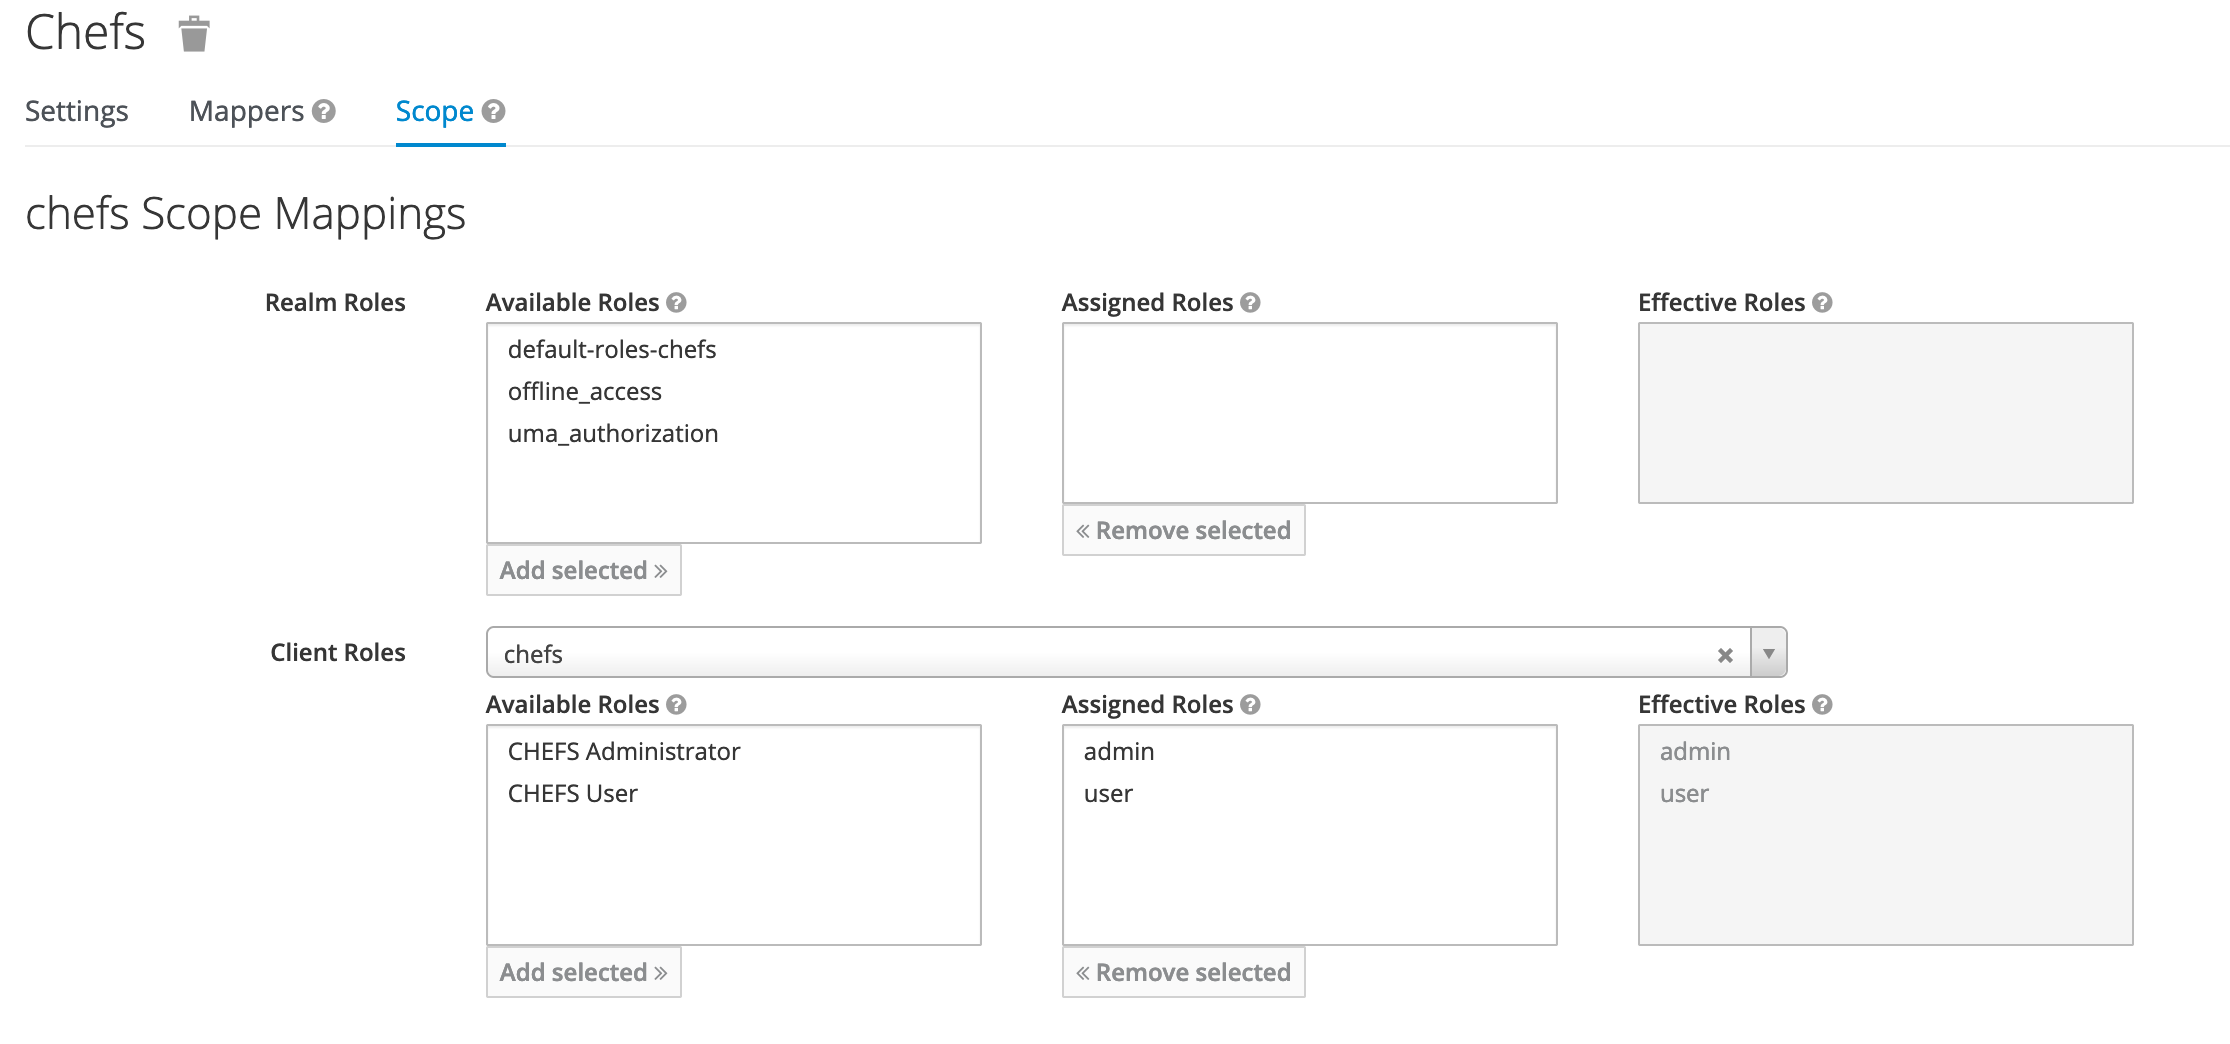 Chefs
Settings Mappers Scope
chefs Scope Mappings
Realm Roles Available Roles Assigned Roles Effective Roles
default-roles-chefs
offline_access
uma_authorization
« Remove selected
Add selected »
Client Roles chefs
Available Roles Assigned Roles Effective Roles
CHEFS Administrator admin admin
CHEFS User user user
Add selected » « Remove selected